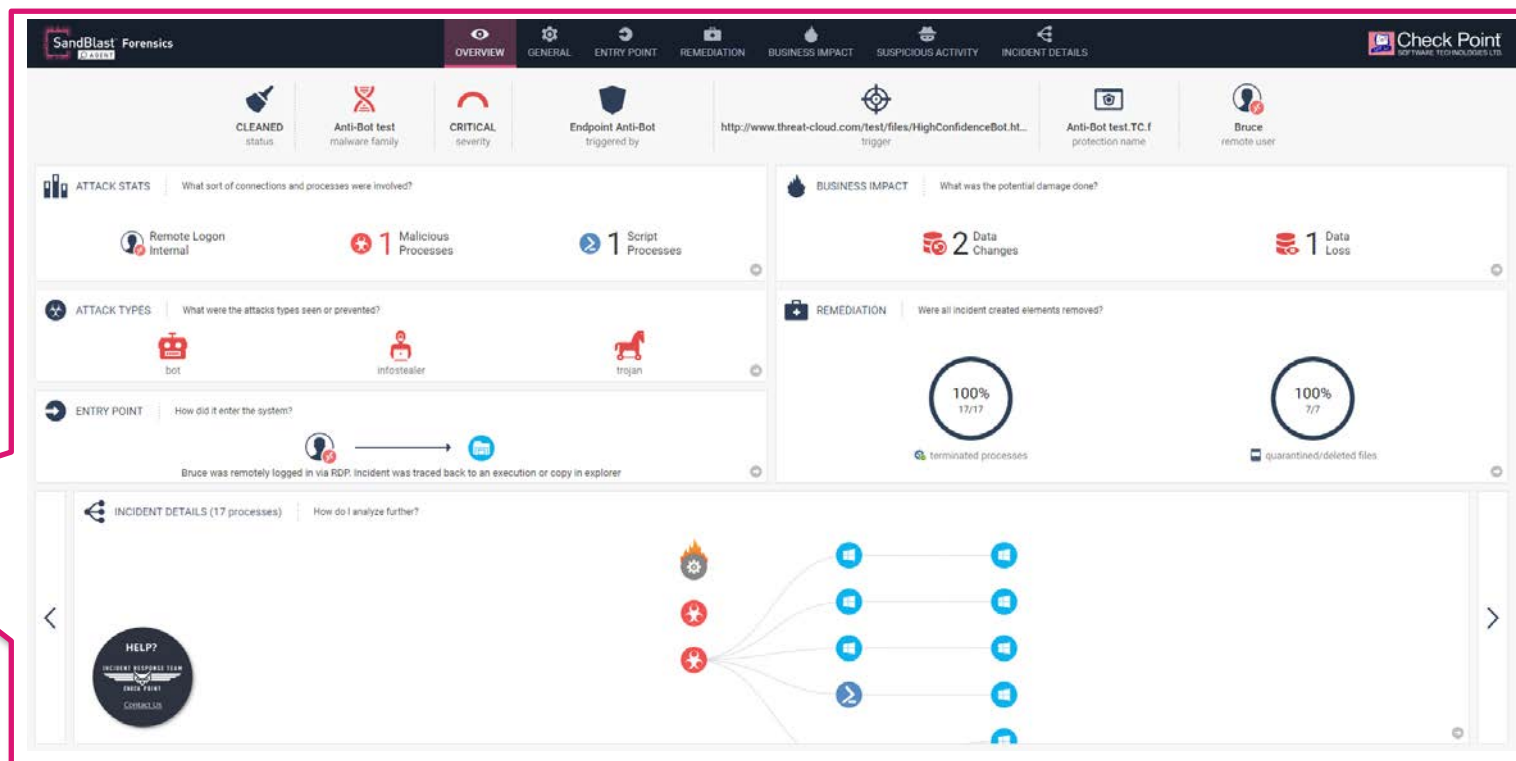 SandBlast Forensics
AGENT
OVERVIEW
GENERAL
ENTRY POINT
REMEDIATION
BUSINESS IMPACT
SUSPICIOUS ACTIVITY
INCIDENT DETAILS
Check Point
SOFTWARE TECHNOLOGIES LTD.
CLEANED
status
Anti-Bot test
malware family
CRITICAL
severity
Endpoint Anti-Bot
triggered by
http://www.threat-cloud.com/test/files/HighConfidenceBot.ht...
trigger
Anti-Bot test.TC.f
protection name
Bruce
remote user
ATTACK STATS What sort of connections and processes were involved?
Remote Logon
Internal
1 Malicious
Processes
1 Script
Processes
BUSINESS IMPACT What was the potential damage done?
2 Data
Changes
1 Data
Loss
ATTACK TYPES What were the attacks types seen or prevented?
bot
infostealer
trojan
REMEDIATION Were all incident created elements removed?
100%
17/17
terminated processes
100%
7/7
quarantined/deleted files
ENTRY POINT How did it enter the system?
Bruce was remotely logged in via RDP. Incident was traced back to an execution or copy in explorer
INCIDENT DETAILS (17 processes) How do I analyze further?
HELP?
INCIDENT RESPONSE TEAM
CHECK POINT
Contact Us